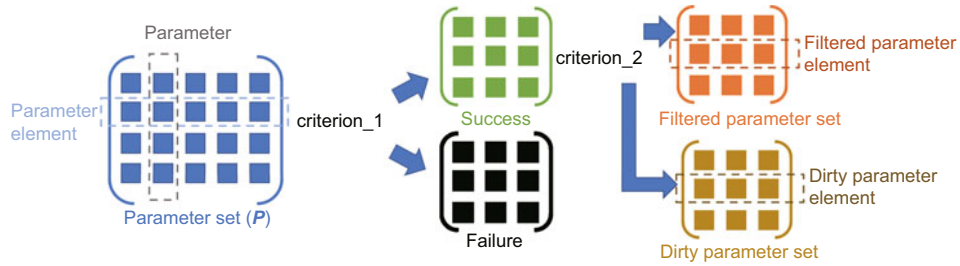 Parameter
Parameter
element
Parameter set (P)
criterion_1
Success
Failure
criterion_2
Filtered parameter
element
Filtered parameter set
Dirty parameter
element
Dirty parameter set